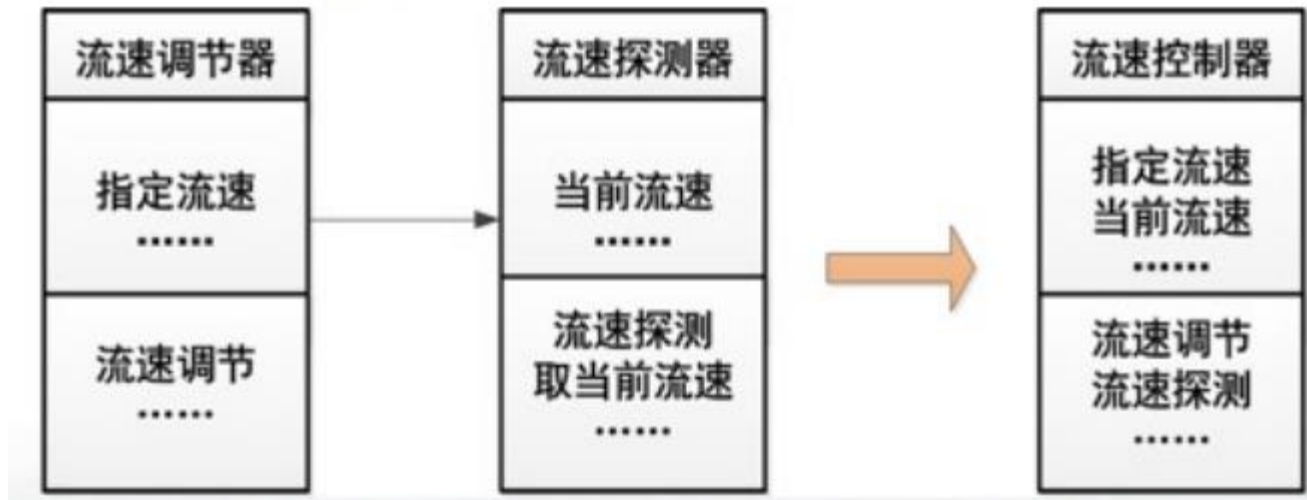 流速调节器
指定流速
……
流速调节
……
流速探测器
当前流速
……
流速探测
取当前流速
……
流速控制器
指定流速
当前流速
……
流速调节
流速探测
……